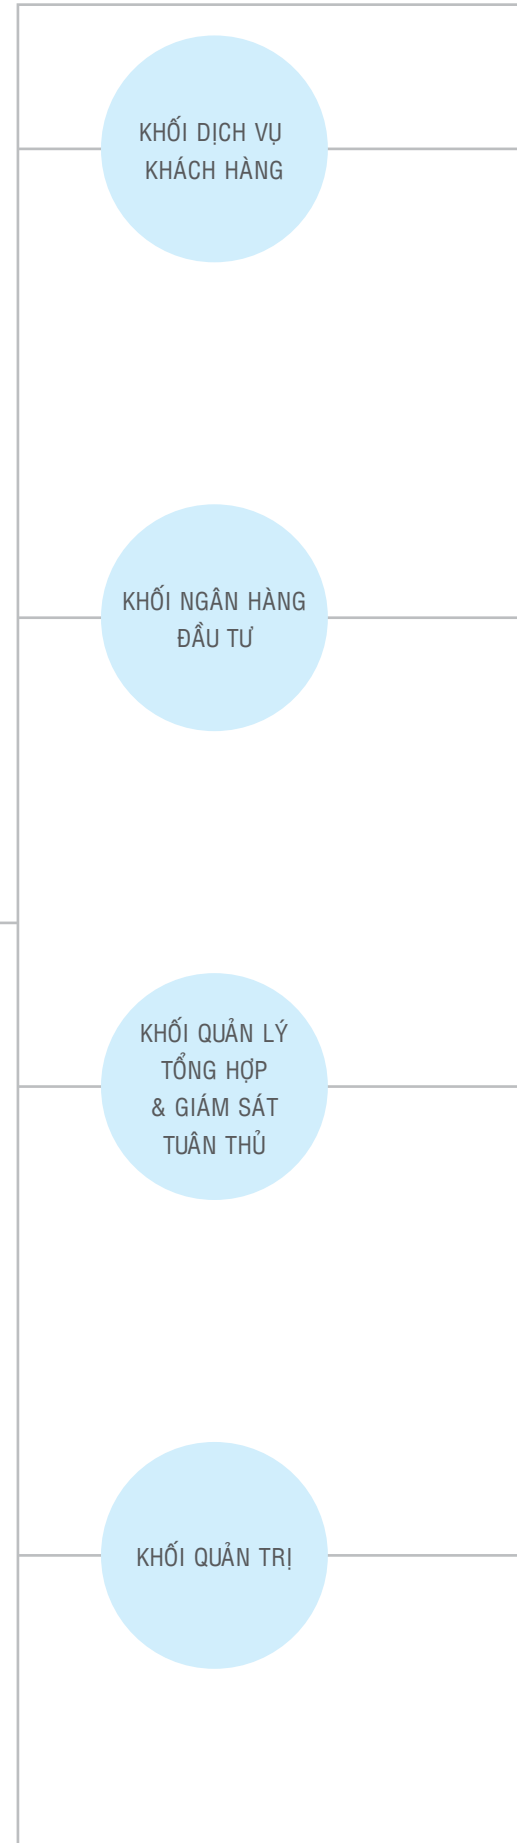 KHỐI DỊCH VỤ
KHÁCH HÀNG
KHỐI NGÂN HÀNG
ĐẦU TƯ
KHỐI QUẢN LÝ
TỔNG HỢP
& GIÁM SÁT
TUÂN THỦ
KHỐI QUẢN TRỊ